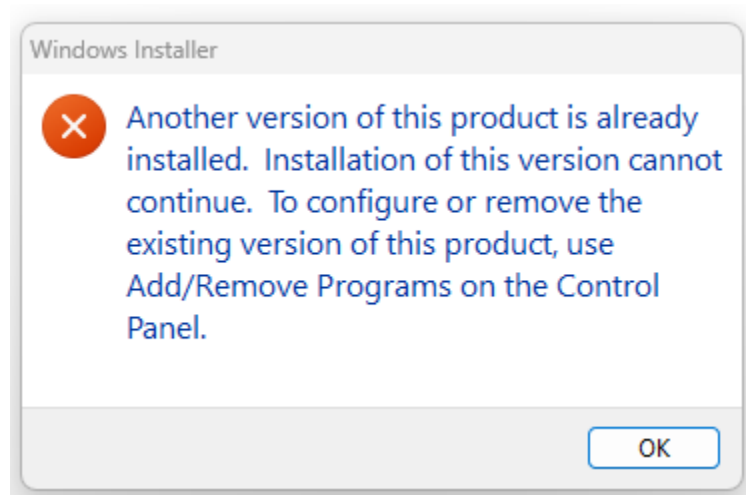 Windows Installer
Another version of this product is already
installed.  Installation of this version cannot
continue.  To configure or remove the
existing version of this product, use
Add/Remove Programs on the Control
Panel.
OK